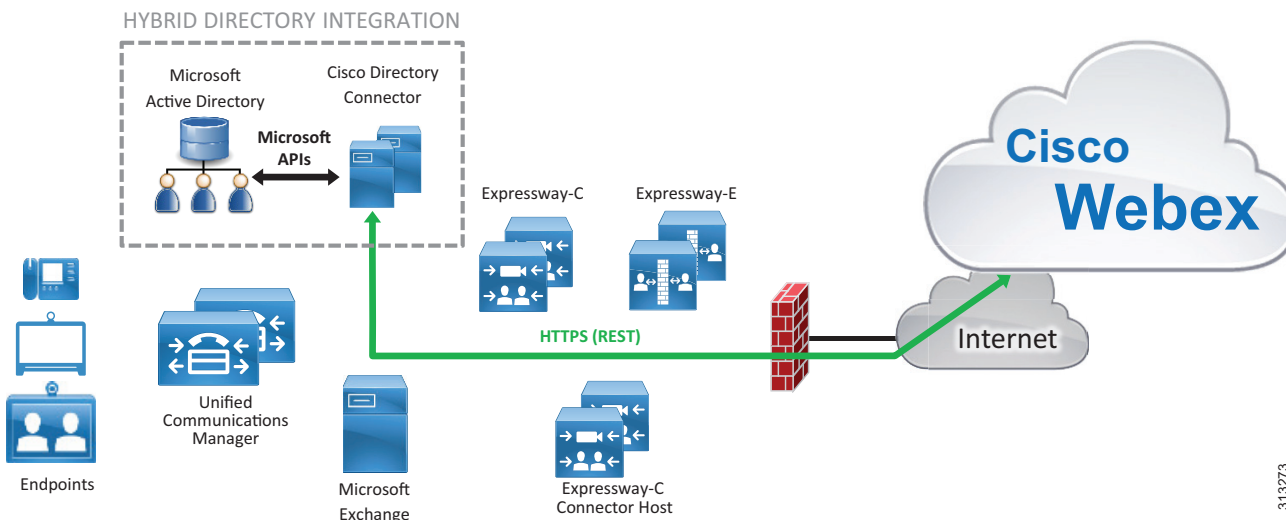 HYBRID DIRECTORY INTEGRATION
Microsoft
Active Directory
Cisco Directory
Connector
Microsoft
APIs
Expressway-C
Expressway-E
Cisco
Webex
HTTPS (REST)
Internet
Unified
Communications
Manager
Endpoints
Microsoft
Exchange
Expressway-C
Connector Host
313273